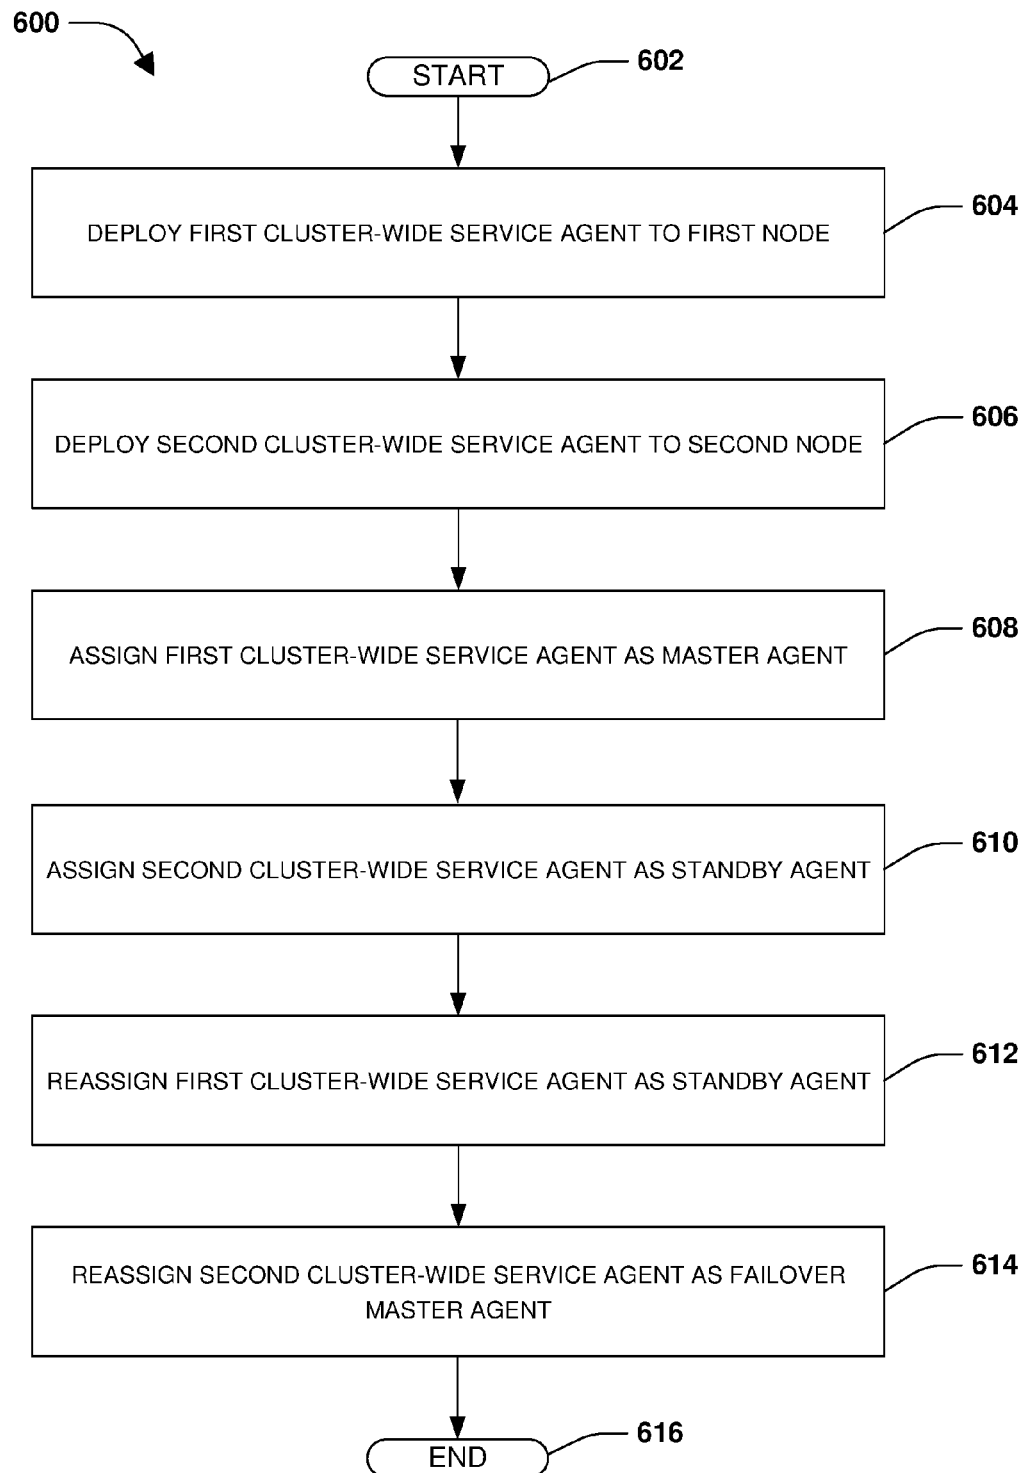 600
START
602
DEPLOY FIRST CLUSTER-WIDE SERVICE AGENT TO FIRST NODE
604
DEPLOY SECOND CLUSTER-WIDE SERVICE AGENT TO SECOND NODE
606
ASSIGN FIRST CLUSTER-WIDE SERVICE AGENT AS MASTER AGENT
608
ASSIGN SECOND CLUSTER-WIDE SERVICE AGENT AS STANDBY AGENT
610
REASSIGN FIRST CLUSTER-WIDE SERVICE AGENT AS STANDBY AGENT
612
REASSIGN SECOND CLUSTER-WIDE SERVICE AGENT AS FAILOVER
MASTER AGENT
614
END
616